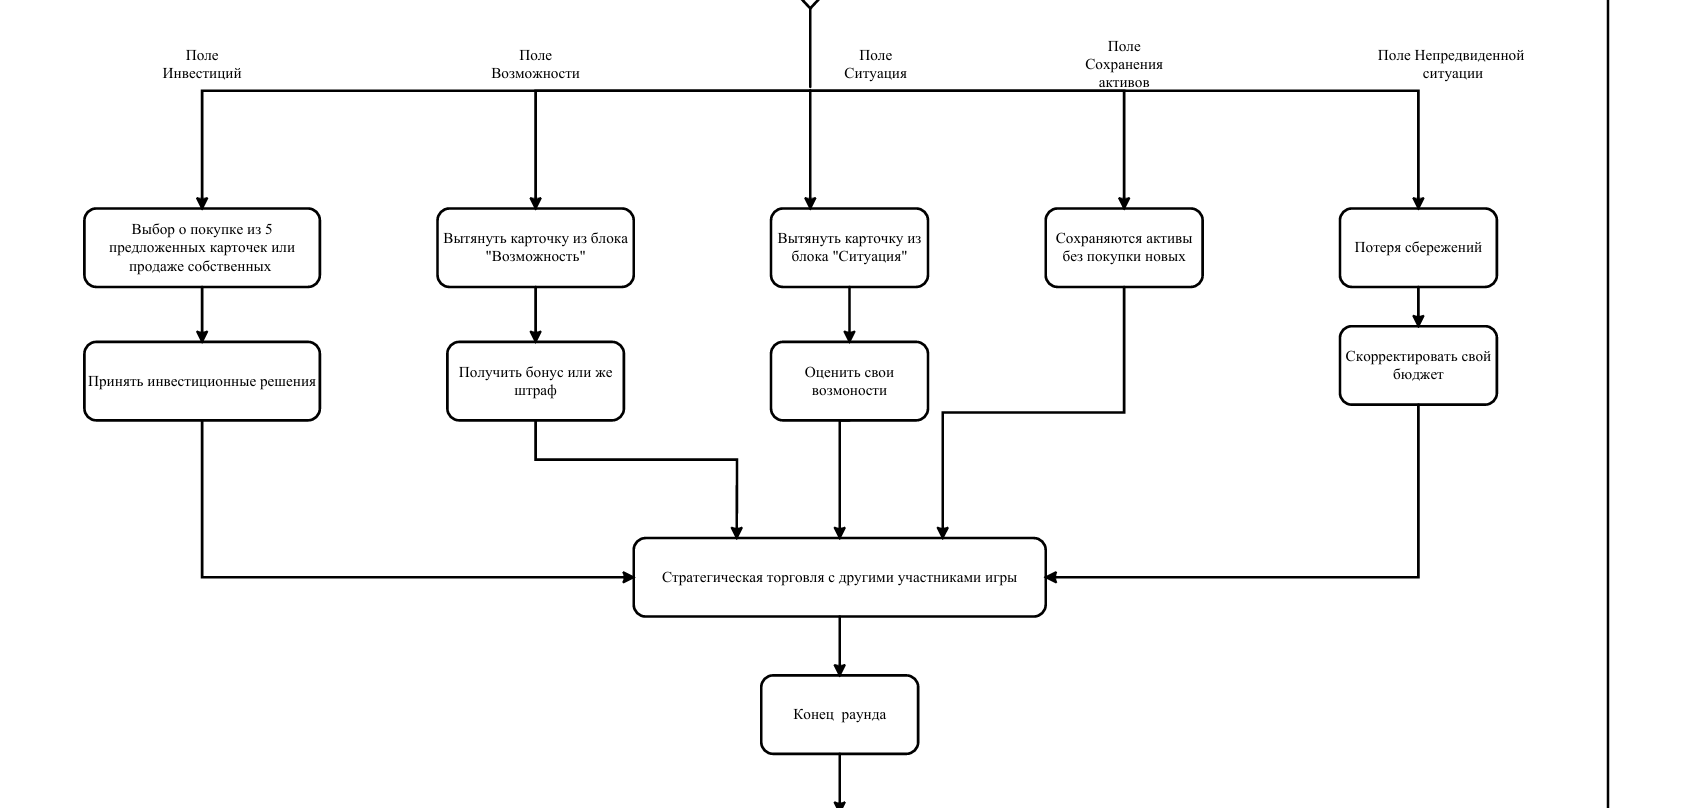 Поле
Инвестиций
Поле
Возможности
Поле
Ситуация
Поле
Сохранения
активов
Поле Непредвиденной
ситуации
Выбор о покупке из 5
предложенных карточек или
продаже собственных
Вытянуть карточку из блока
"Возможность"
Вытянуть карточку из
блока "Ситуация"
Сохраняются активы
без покупки новых
Потеря сбережений
Принять инвестиционные решения
Получить бонус или же
штраф
Оценить свои
возмоности
Скорректировать свой
бюджет
Стратегическая торговля с другими участниками игры
Конец раунда